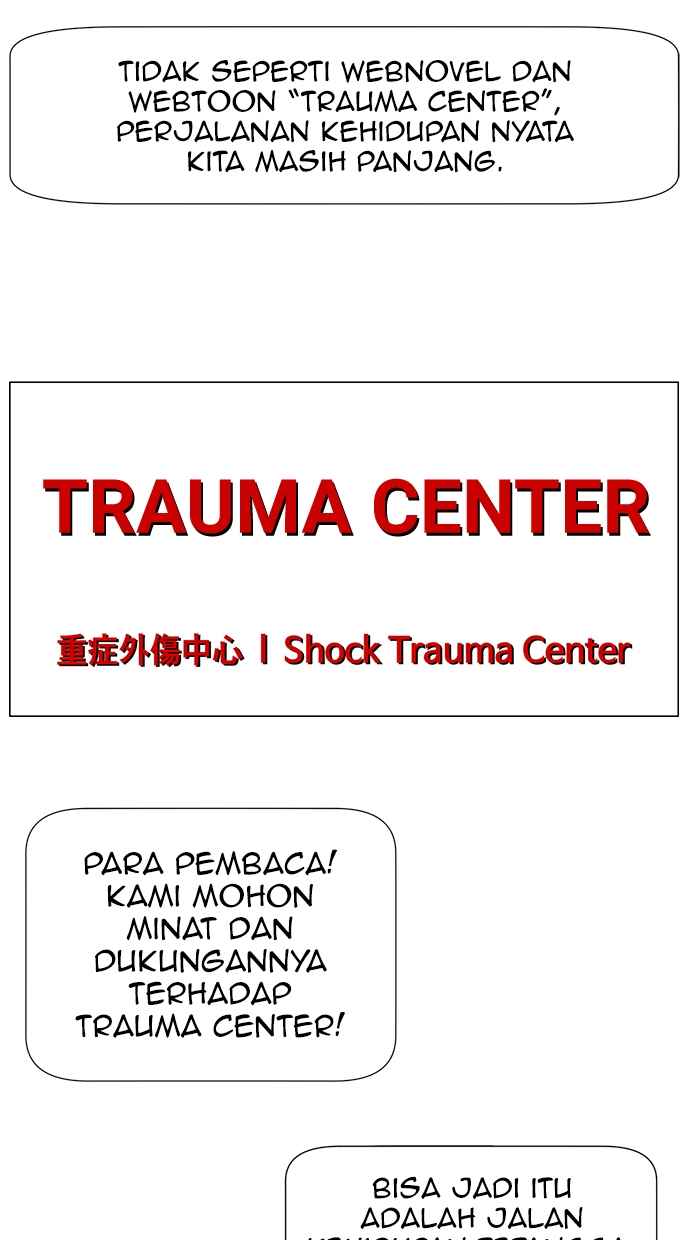 TIDAK SEPERTI WEBNOVEL DAN
WEBTOON "TRAUMA CENTER",
PERJALANAN KEHIDUPAN NYATA
KITA MASIH PANJANG.
TRAUMA CENTER
重症外傷中心 | Shock Trauma Center
PARA PEMBACA!
KAMI MOHON
MINAT DAN
DUKUNGANNYA
TERHADAP
TRAUMA CENTER!
BISA JADI ITU
ADALAH JALAN